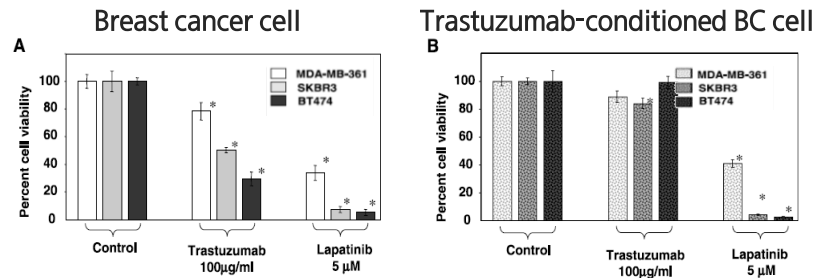 Breast cancer cell
A
Percent cell viability
100
80
60
40
20
0
MDA-MB-361
SKBR3
BT474
*
*
*
*
*
*
Control
Trastuzumab
100µg/ml
Lapatinib
5 µM
Trastuzumab-conditioned BC cell
B
Percent cell viability
100
80
60
40
20
0
MDA-MB-361
SKBR3
BT474
*
*
*
*
Control
Trastuzumab
100µg/ml
Lapatinib
5 µM